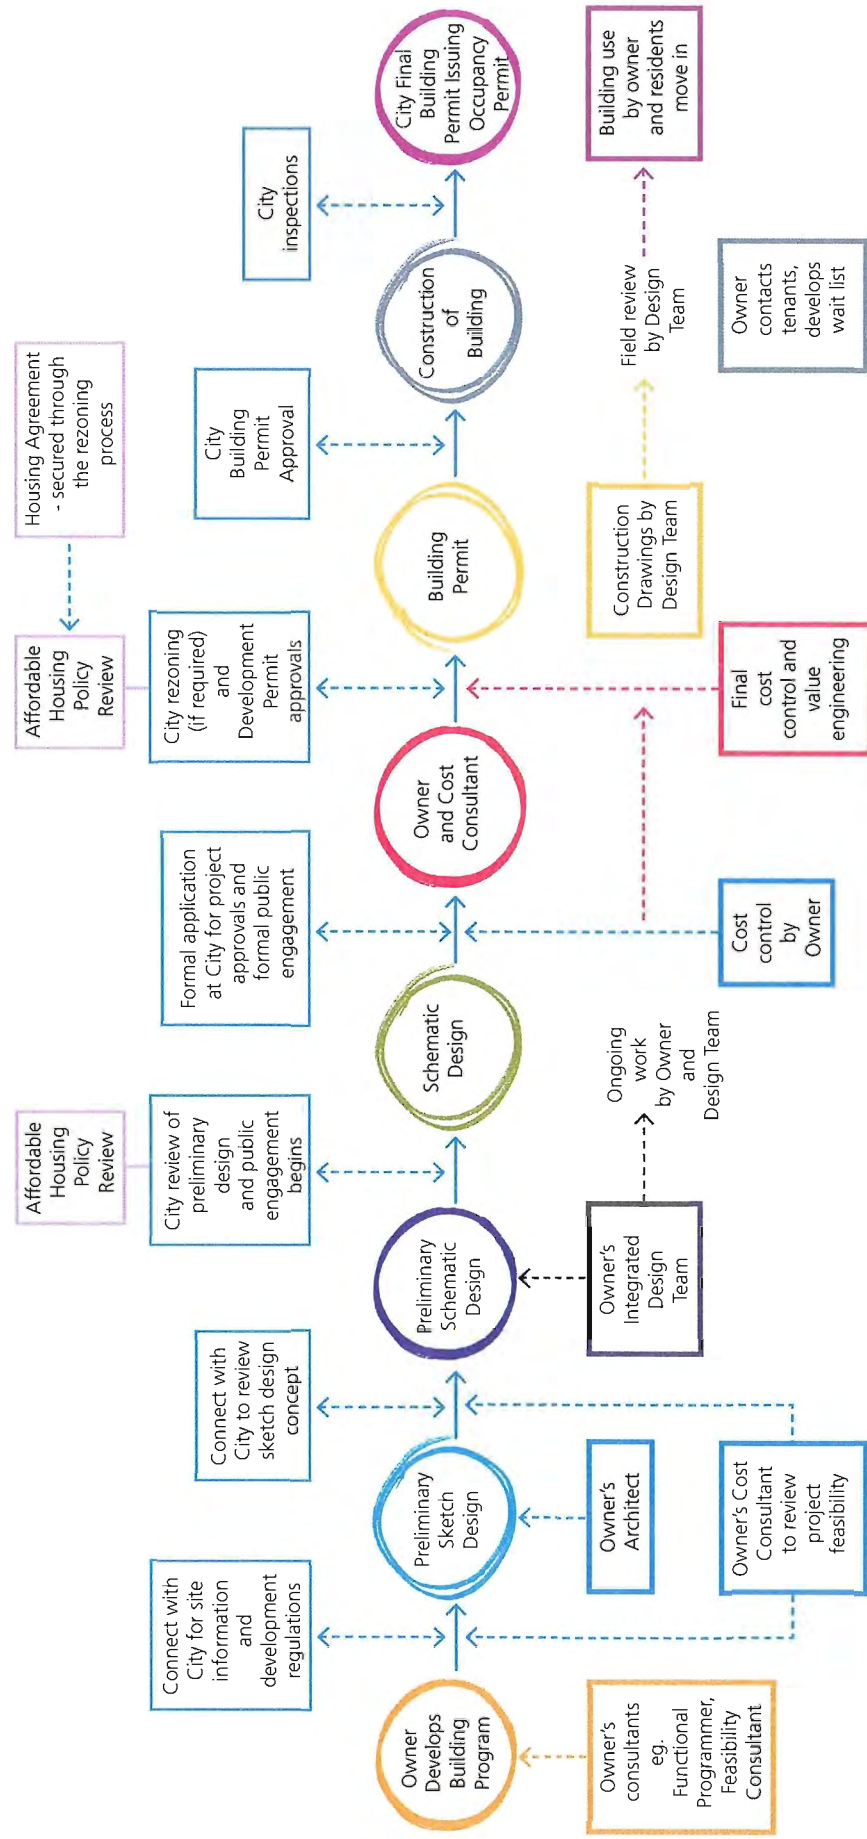 Affordable
Housing
Policy
Review
Affordable
Housing
Policy
Review
Housing Agreement
- secured through
the rezoning
process
Connect with
City for site
information
and
development
regulations
Connect with
City to review
sketch design
concept
City review of
preliminary
design
and public
engagement
begins
Formal application
at City for project
approvals and
formal public
engagement
City rezoning
(if required)
and
Development
Permit
approvals
City
Building
Permit
Approval
City
inspections
Owner
Develops
Building
Program
Preliminary
Sketch
Design
Preliminary
Schematic
Design
Schematic
Design
Owner
and Cost
Consultant
Building
Permit
Construction
of
Building
City Final
Building
Permit Issuing
Occupancy
Permit
Owner's
consultants
eg.
Functional
Programmer,
Feasibility
Consultant
Owner's
Architect
Owner's
Integrated
Design
Team
Ongoing
work
by Owner
and
Design Team
Construction
Drawings by
Design Team
Field review
by Design
Team
Building use
by owner
and residents
move in
Owner's Cost
Consultant
to review
project
feasibility
Cost
control
by
Owner
Final
cost
control and
value
engineering
Owner
contacts
tenants,
develops
wait list